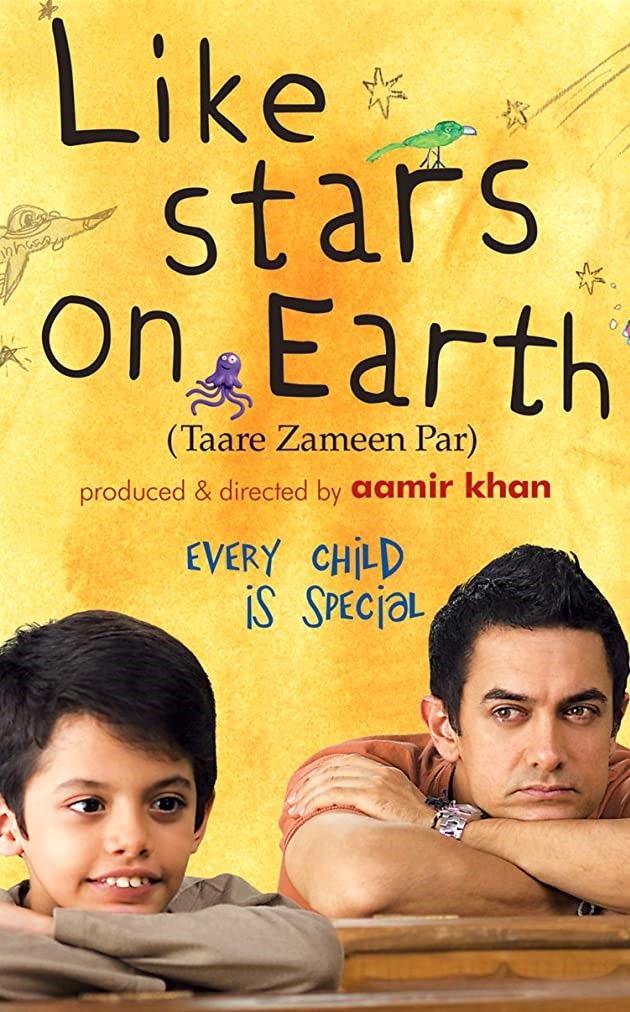 Like
stars
on Earth
(Taare Zameen Par)
produced & directed by aamir khan
EVERY CHiLD
iS SPECiaL